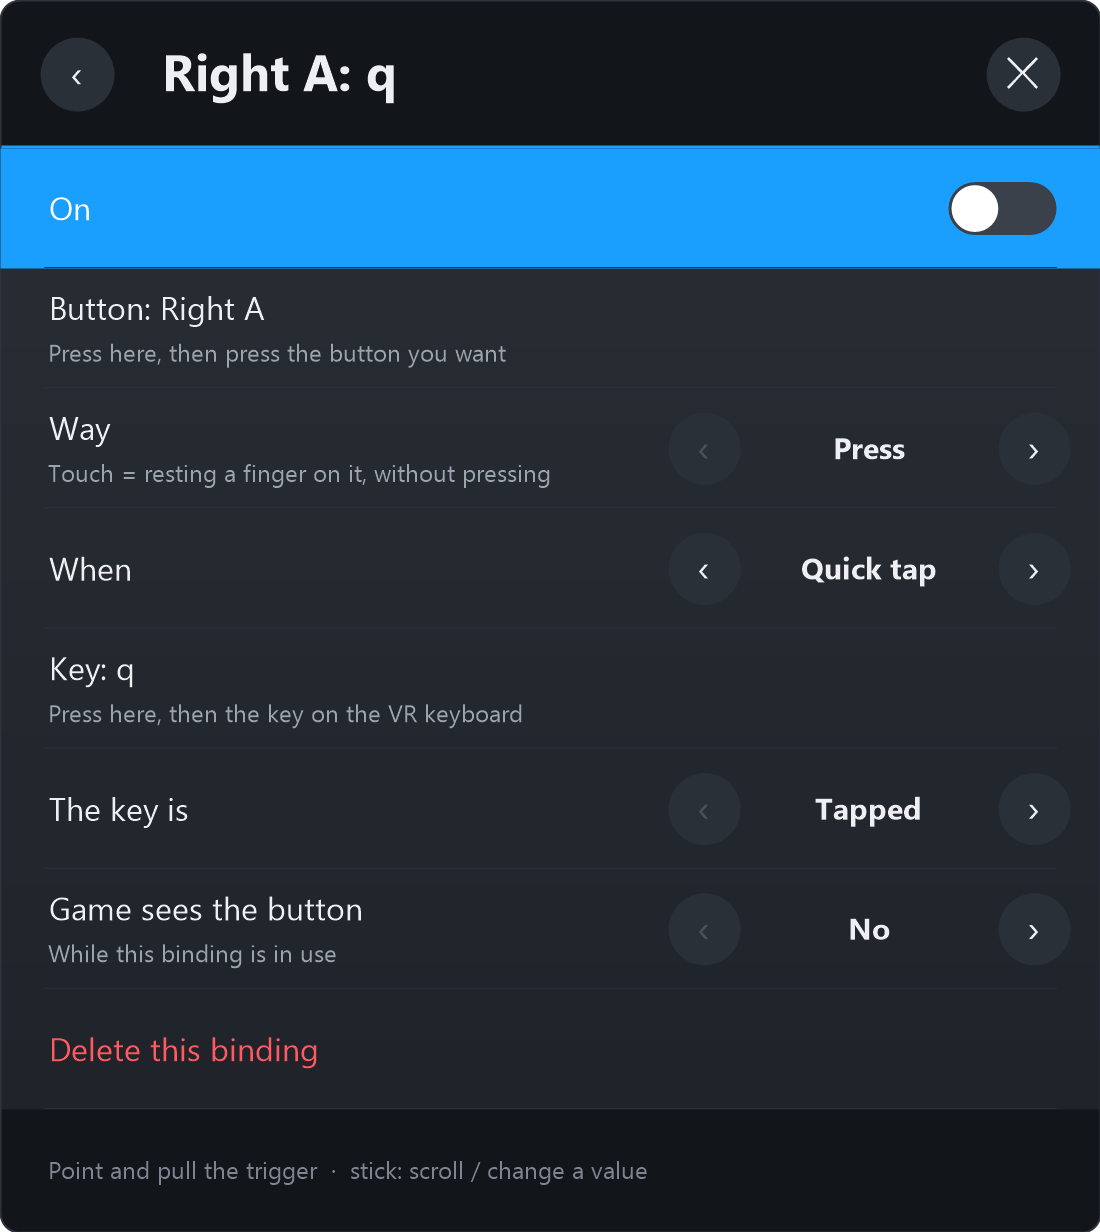 Right A: q
On
Button: Right A
Press here, then press the button you want
Way
Touch = resting a finger on it, without pressing
‹ Press ›
When
‹ Quick tap ›
Key: q
Press here, then the key on the VR keyboard
The key is
‹ Tapped ›
Game sees the button
While this binding is in use
‹ No ›
Delete this binding
Point and pull the trigger · stick: scroll / change a value